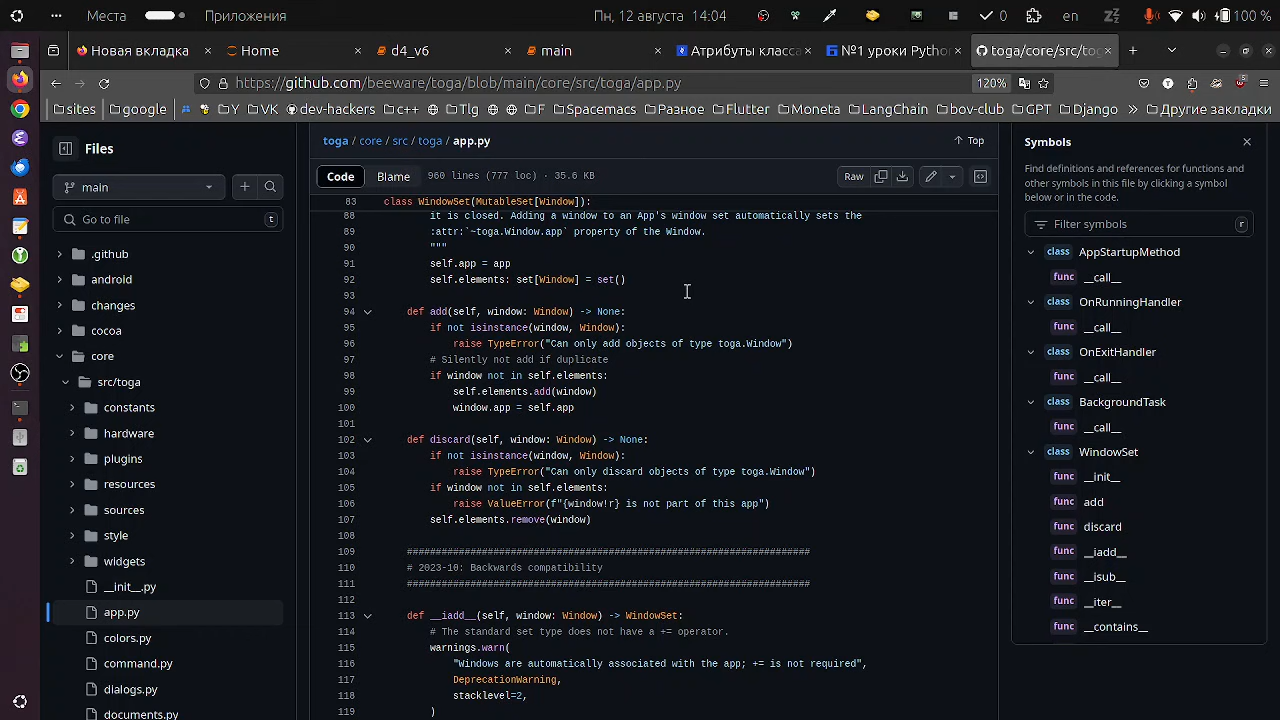 Места
Приложения
Пн, 12 августа 14:04
0
en
100 %
Новая вкладка
Home
d4_v6
main
Атрибуты класса
№1 уроки Python
toga/core/src/tog
https://github.com/beeware/toga/blob/main/core/src/toga/app.py
120%
sites
google
Y
VK
dev-hackers
c++
Tlg
F
Spacemacs
Разное
Flutter
Moneta
LangChain
bov-club
GPT
Django
Другие закладки
Files
main
Go to file
t
.github
android
changes
cocoa
core
src/toga
constants
hardware
plugins
resources
sources
style
widgets
__init__.py
app.py
colors.py
command.py
dialogs.py
documents.py
toga / core / src / toga / app.py
Top
Code
Blame
960 lines (777 loc) · 35.6 KB
Raw
83 class WindowSet(MutableSet[Window]):
88 it is closed. Adding a window to an App's window set automatically sets the
89 :attr:`~toga.Window.app` property of the Window.
90 """
91 self.app = app
92 self.elements: set[Window] = set()
93
94 def add(self, window: Window) -> None:
95 if not isinstance(window, Window):
96 raise TypeError("Can only add objects of type toga.Window")
97 # Silently not add if duplicate
98 if window not in self.elements:
99 self.elements.add(window)
100 window.app = self.app
101
102 def discard(self, window: Window) -> None:
103 if not isinstance(window, Window):
104 raise TypeError("Can only discard objects of type toga.Window")
105 if window not in self.elements:
106 raise ValueError(f"{window!r} is not part of this app")
107 self.elements.remove(window)
108
109 ######################################################################
110 # 2023-10: Backwards compatibility
111 ######################################################################
112
113 def __iadd__(self, window: Window) -> WindowSet:
114 # The standard set type does not have a += operator.
115 warnings.warn(
116 "Windows are automatically associated with the app; += is not required",
117 DeprecationWarning,
118 stacklevel=2,
119 )
Symbols
Find definitions and references for functions and
other symbols in this file by clicking a symbol
below or in the code.
Filter symbols
r
class AppStartupMethod
func __call__
class OnRunningHandler
func __call__
class OnExitHandler
func __call__
class BackgroundTask
func __call__
class WindowSet
func __init__
func add
func discard
func __iadd__
func __isub__
func __iter__
func __contains__